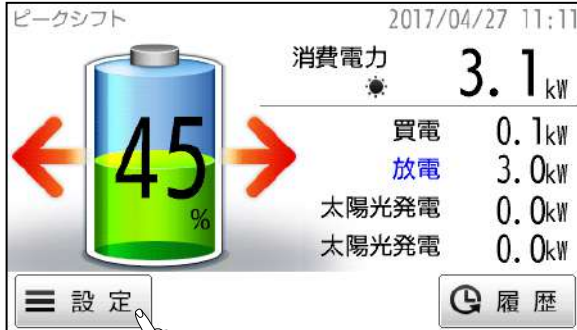 ピークシフト 2017/04/27 11:11
消費電力 3.1kW
45%
買電 0.1kW
放電 3.0kW
太陽光発電 0.0kW
太陽光発電 0.0kW
設定 履歴